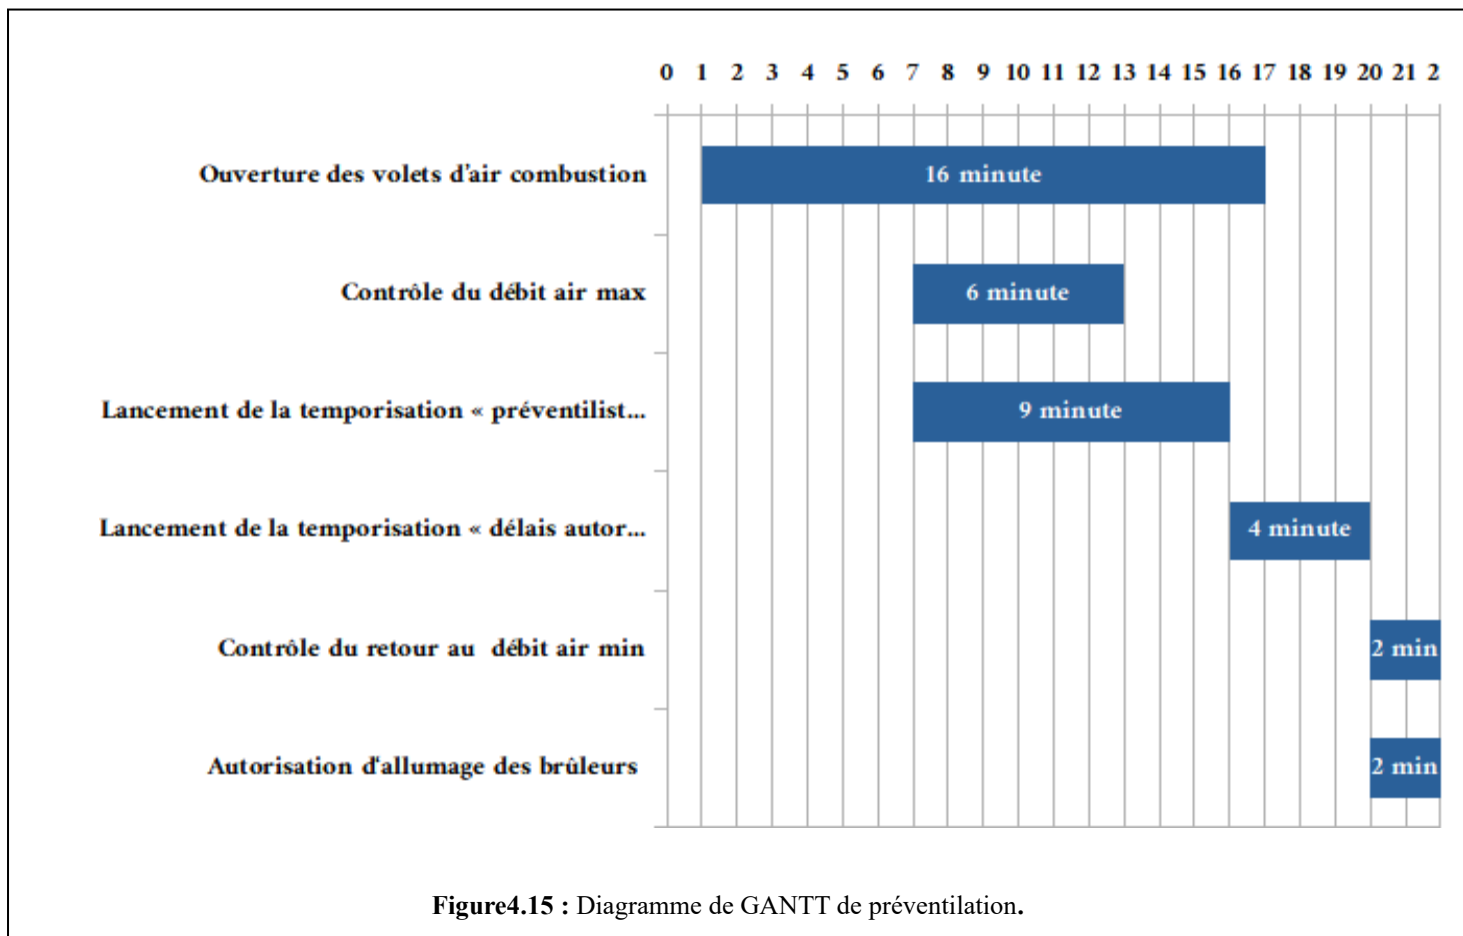 0 1 2 3 4 5 6 7 8 9 10 11 12 13 14 15 16 17 18 19 20 21 2
Ouverture des volets d'air combustion
16 minute
Contrôle du débit air max
6 minute
Lancement de la temporisation « préventilist...
9 minute
Lancement de la temporisation « délais autor...
4 minute
Contrôle du retour au débit air min
2 min
Autorisation d'allumage des brûleurs
2 min
Figure4.15 : Diagramme de GANTT de préventilation.